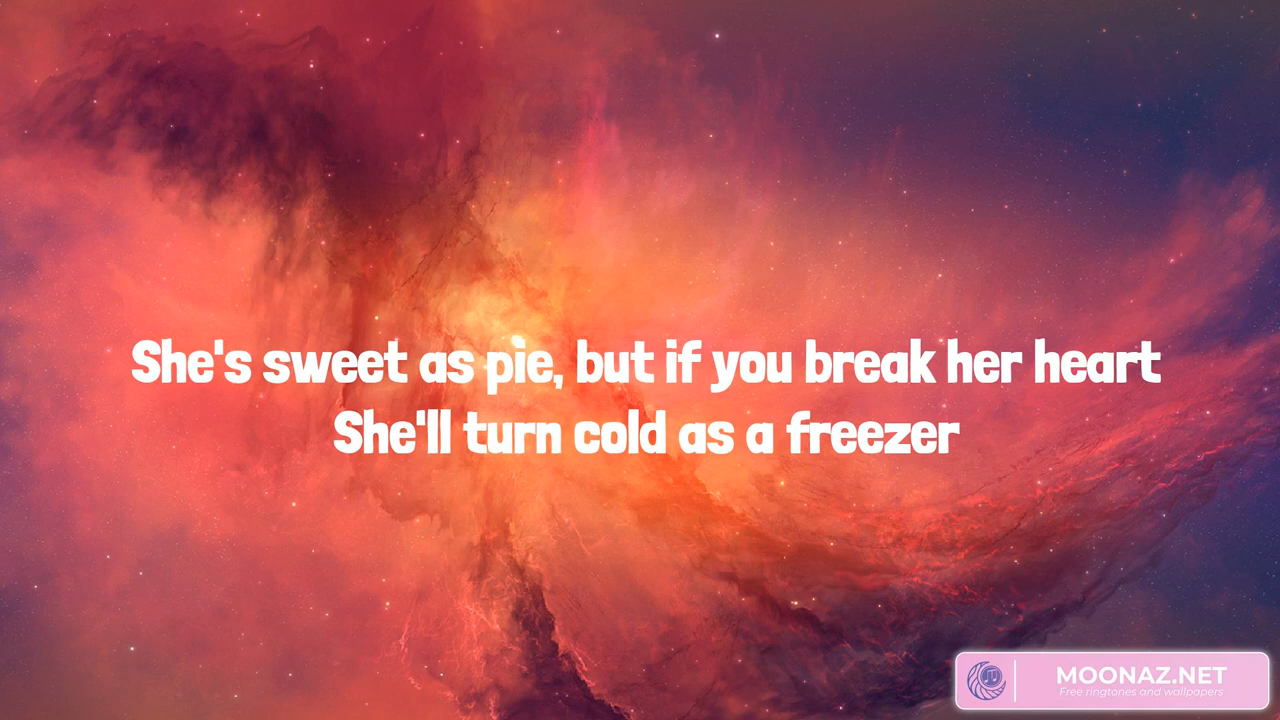 She's sweet as pie, but if you break her heart
She'll turn cold as a freezer
MOONAZ.NET
Free ringtones and wallpapers